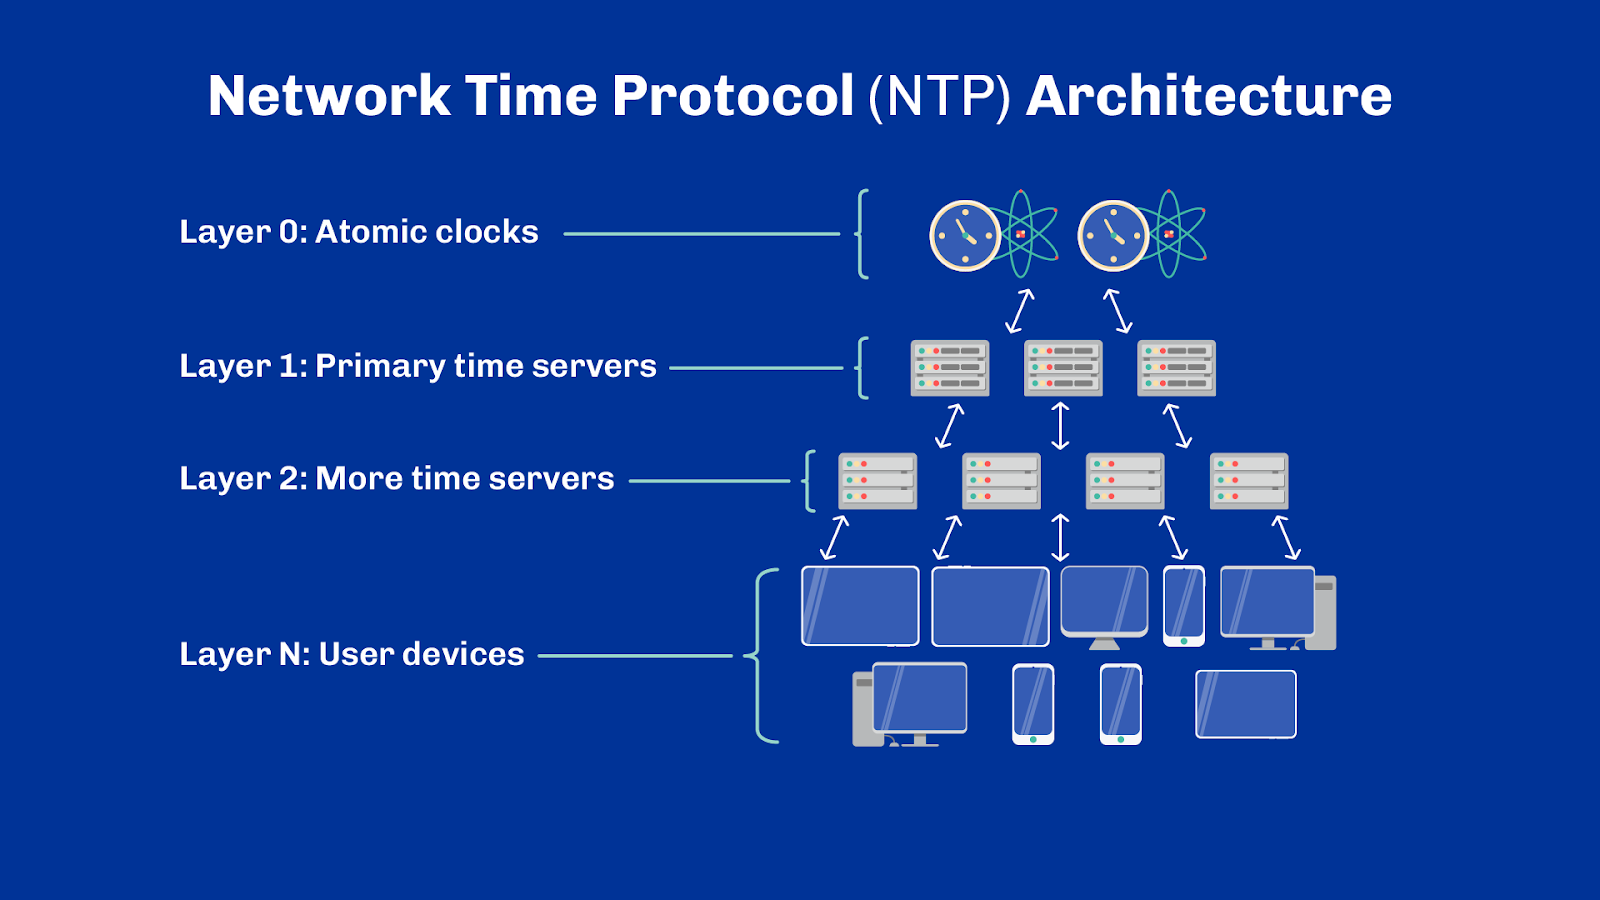 Network Time Protocol (NTP) Architecture
Layer 0: Atomic clocks
Layer 1: Primary time servers
Layer 2: More time servers
Layer N: User devices